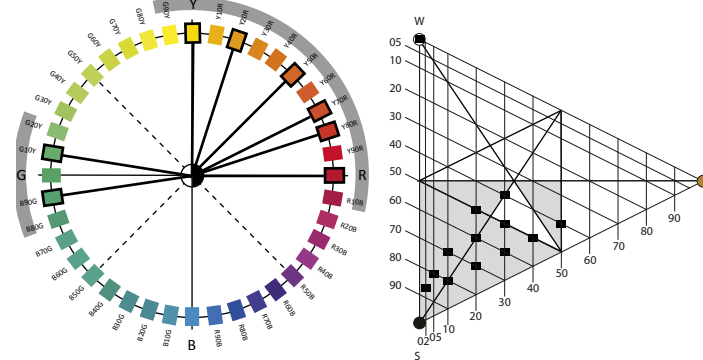 Y
Y10R
Y20R
Y30R
Y40R
Y50R
Y60R
Y70R
Y80R
Y90R
R
R10B
R20B
R30B
R40B
R50B
R60B
R70B
R80B
R90B
B
B10G
B20G
B30G
B40G
B50G
B60G
B70G
B80G
B90G
G
G10Y
G20Y
G30Y
G40Y
G50Y
G60Y
G70Y
G80Y
G90Y
W
05
10
20
30
40
50
60
70
80
90
S
02
05
10
20
30
40
50
60
70
80
90